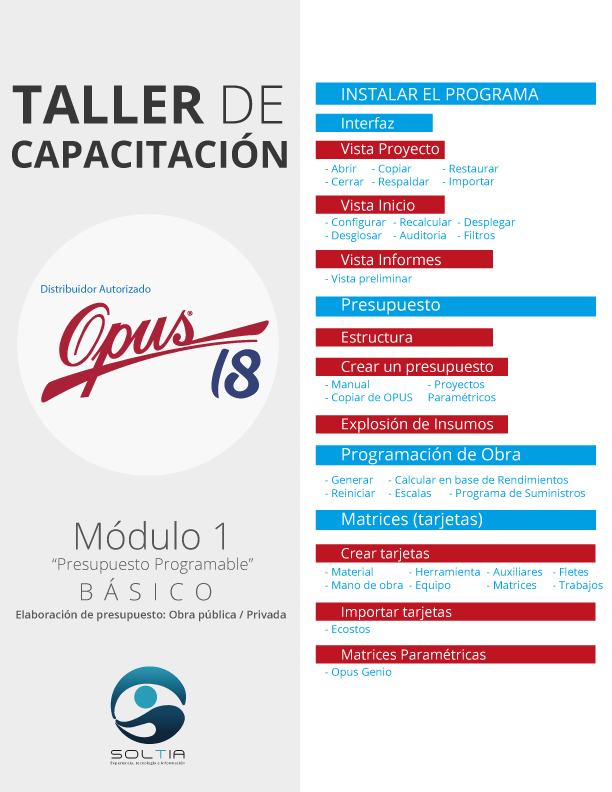 TALLER DE
CAPACITACIÓN
Distribuidor Autorizado
Opus®
18
Módulo 1
“Presupuesto Programable”
BÁSICO
Elaboración de presupuesto: Obra pública / Privada
SOLTIA
Experiencia, tecnología e Información
INSTALAR EL PROGRAMA
Interfaz
Vista Proyecto
- Abrir - Copiar - Restaurar
- Cerrar - Respaldar - Importar
Vista Inicio
- Configurar - Recalcular - Desplegar
- Desglosar - Auditoria - Filtros
Vista Informes
- Vista preliminar
Presupuesto
Estructura
Crear un presupuesto
- Manual - Proyectos
- Copiar de OPUS Paramétricos
Explosión de Insumos
Programación de Obra
- Generar - Calcular en base de Rendimientos
- Reiniciar - Escalas - Programa de Suministros
Matrices (tarjetas)
Crear tarjetas
- Material - Herramienta - Auxiliares - Fletes
- Mano de obra - Equipo - Matrices - Trabajos
Importar tarjetas
- Ecostos
Matrices Paramétricas
- Opus Genio